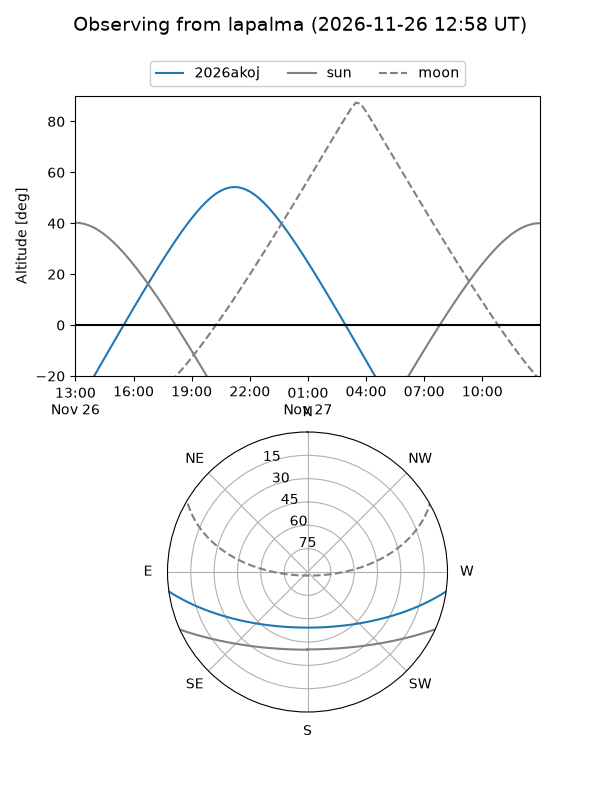 Observing from lapalma (2026-11-26 12:58 UT)
2026akoj sun moon
Altitude [deg]
80
60
40
20
0
−20
13:00 16:00 19:00 22:00 01:00 04:00 07:00 10:00
Nov 26 Nov 27
N
NE NW
15
30
45
60
75
E W
SE SW
S